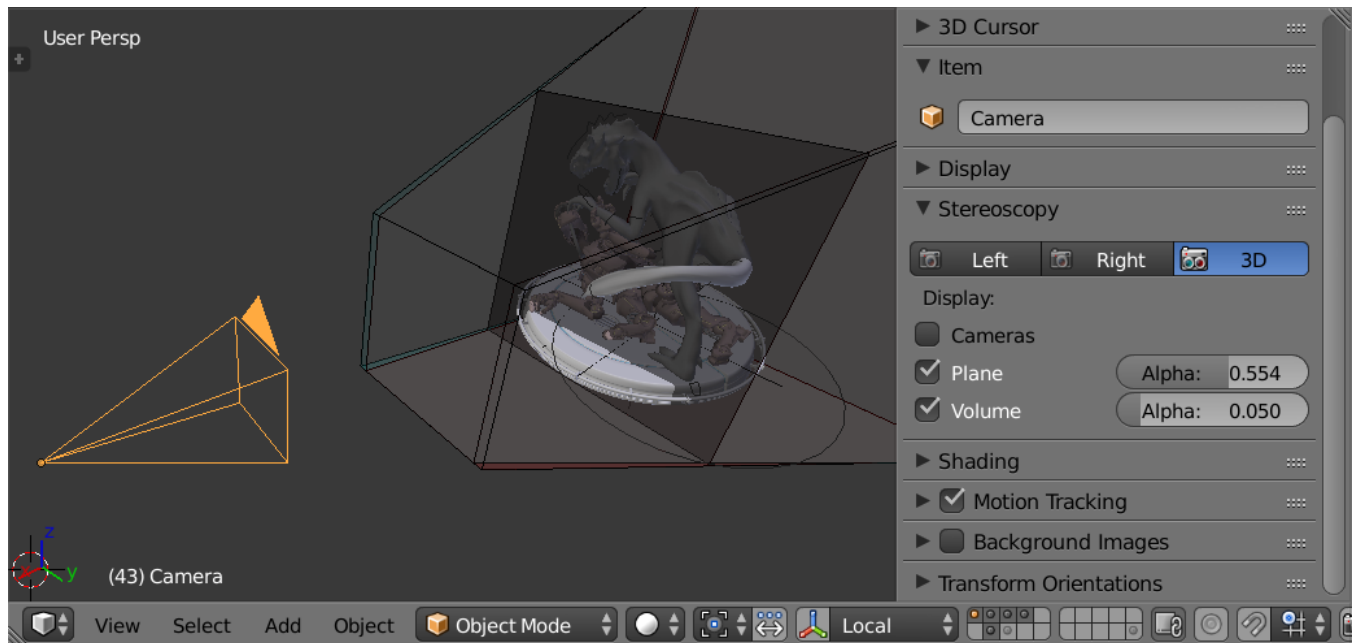 User Persp
z
x y
(43) Camera
3D Cursor
Item
Camera
Display
Stereoscopy
Left Right 3D
Display:
Cameras
Plane Alpha: 0.554
Volume Alpha: 0.050
Shading
Motion Tracking
Background Images
Transform Orientations
View Select Add Object Object Mode Local